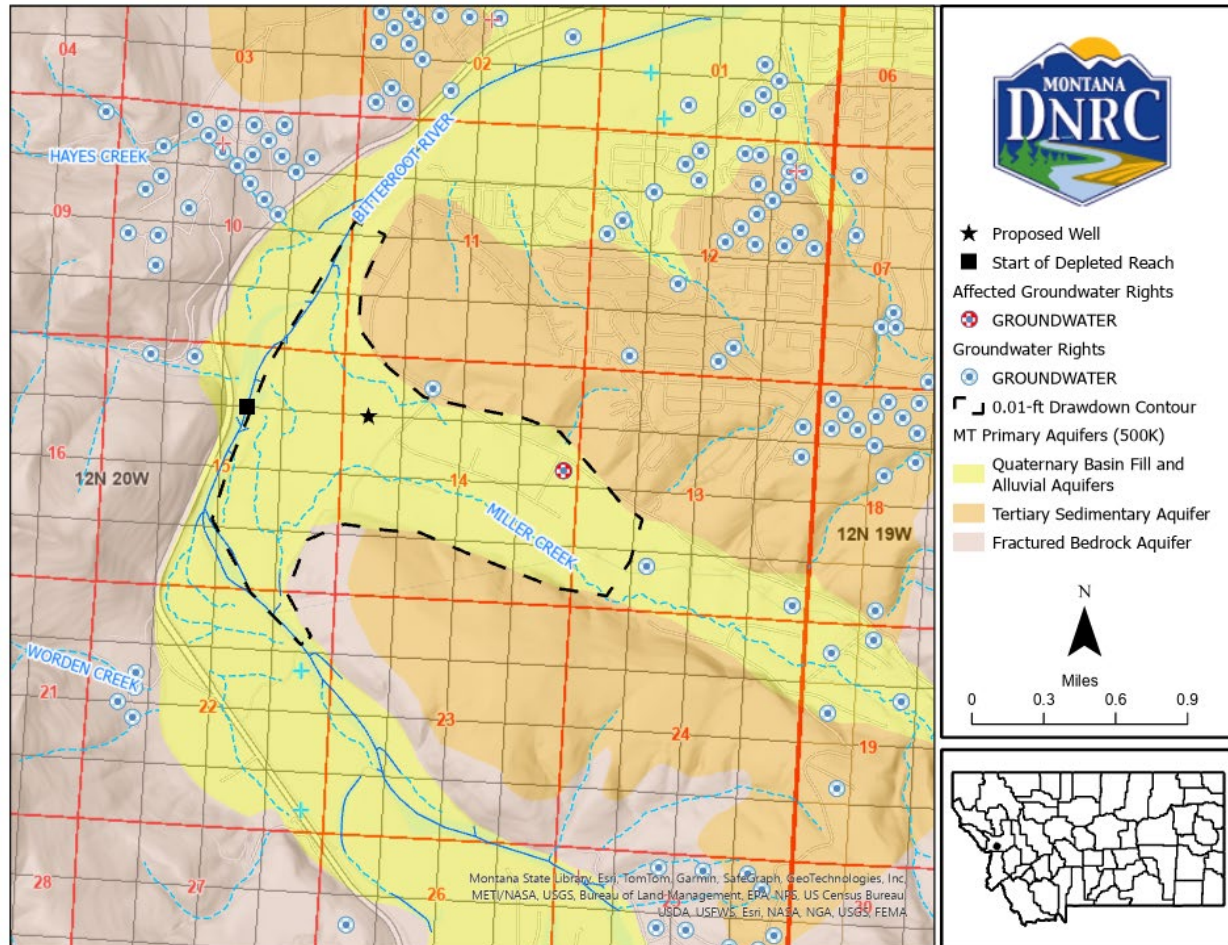 04
03
02
01
06
HAYES CREEK
BITTERROOT RIVER
09
10
11
12
07
16
15
14
13
18
12N 20W
12N 19W
MILLER CREEK
WORDEN CREEK
21
22
23
24
19
28
27
26
Montana State Library, Esri, TomTom, Garmin, SafeGraph, GeoTechnologies, Inc,
METI/NASA, USGS, Bureau of Land Management, EPA, NPS, US Census Bureau,
USDA, USFWS, Esri, NASA, NGA, USGS, FEMA
MONTANA
DNRC
Proposed Well
Start of Depleted Reach
Affected Groundwater Rights
GROUNDWATER
Groundwater Rights
GROUNDWATER
0.01-ft Drawdown Contour
MT Primary Aquifers (500K)
Quaternary Basin Fill and
Alluvial Aquifers
Tertiary Sedimentary Aquifer
Fractured Bedrock Aquifer
N
Miles
0 0.3 0.6 0.9